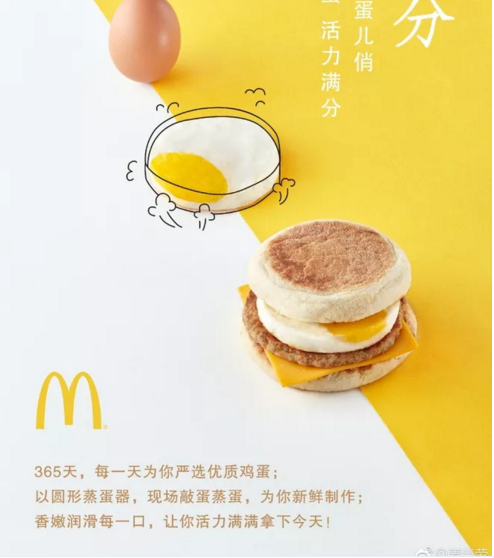 分
蛋儿俏
活力满分
365天，每一天为你严选优质鸡蛋；
以圆形蒸蛋器，现场敲蛋蒸蛋，为你新鲜制作；
香嫩润滑每一口，让你活力满满拿下今天！